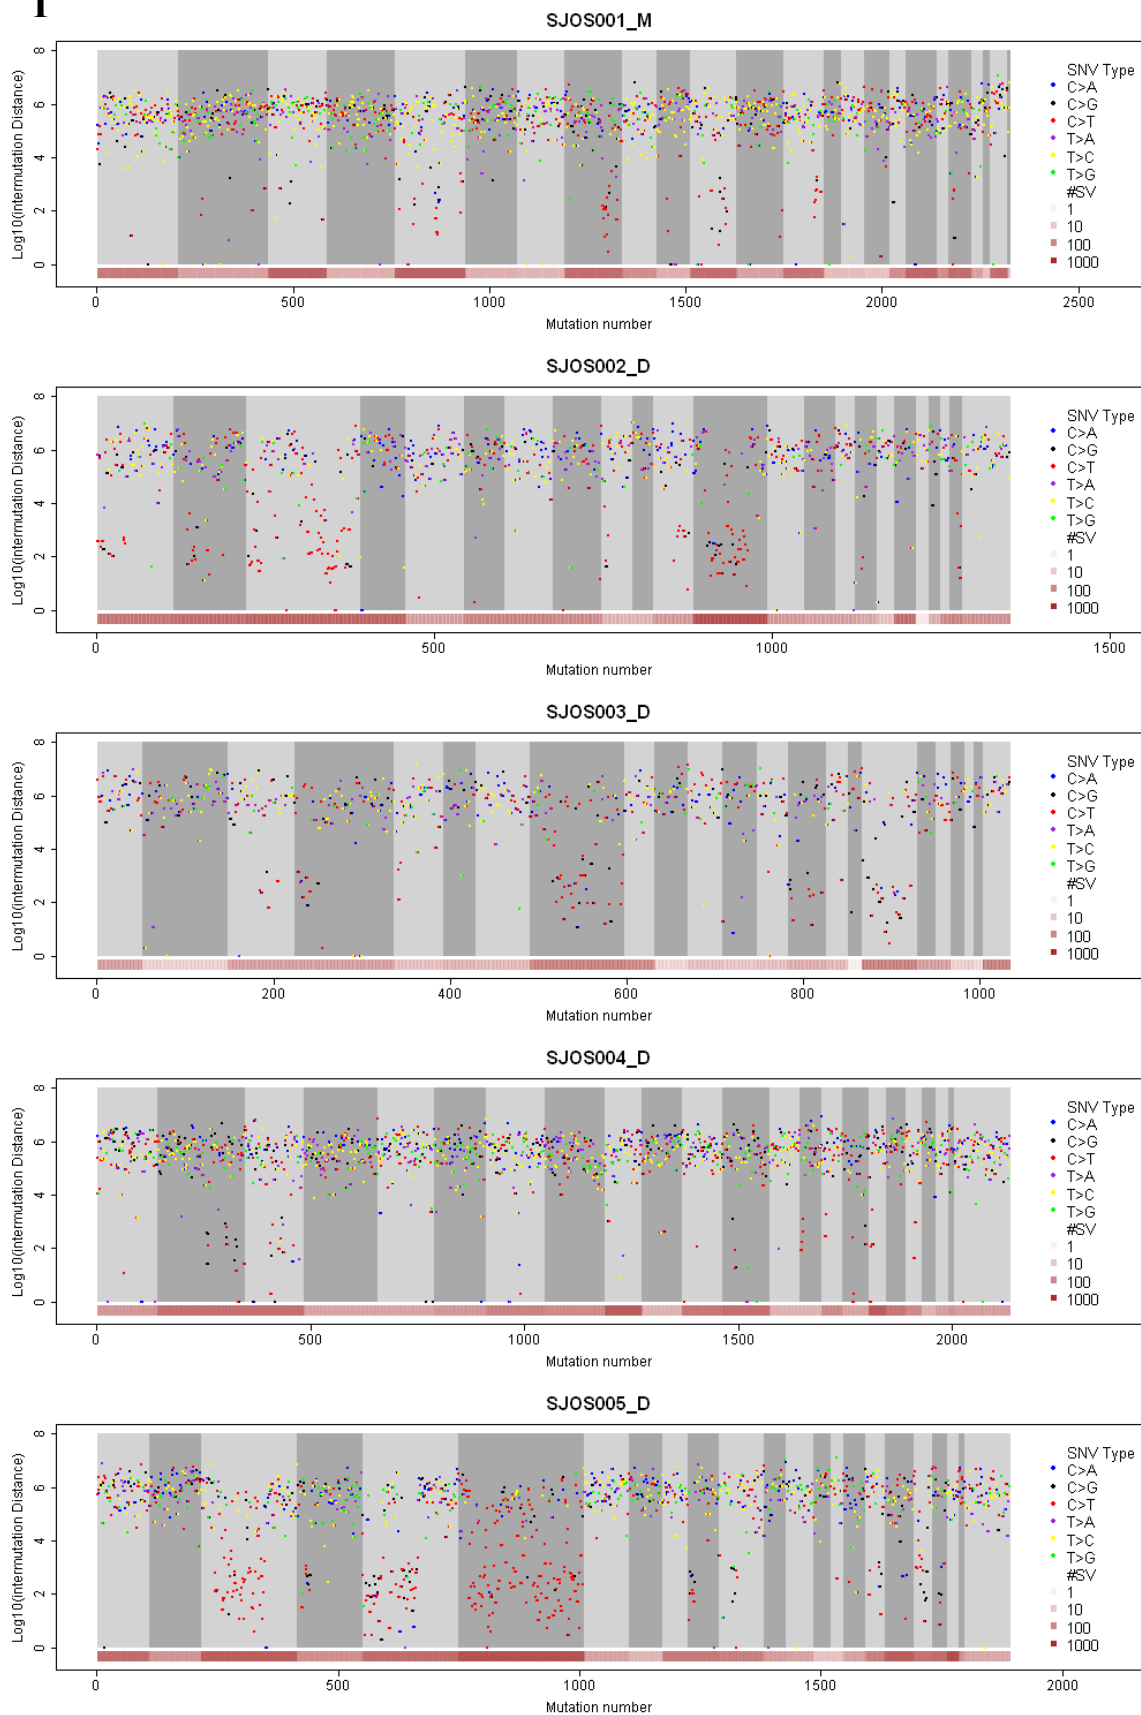 SJOS001_M
8
6
4
2
0
Log10(intermutation Distance)
SNV Type
C>A
C>G
C>T
T>A
T>C
T>G
#SV
1
10
100
1000
0 500 1000 1500 2000 2500
Mutation number
SJOS002_D
8
6
4
2
0
Log10(intermutation Distance)
SNV Type
C>A
C>G
C>T
T>A
T>C
T>G
#SV
1
10
100
1000
0 500 1000 1500
Mutation number
SJOS003_D
8
6
4
2
0
Log10(intermutation Distance)
SNV Type
C>A
C>G
C>T
T>A
T>C
T>G
#SV
1
10
100
1000
0 200 400 600 800 1000
Mutation number
SJOS004_D
8
6
4
2
0
Log10(intermutation Distance)
SNV Type
C>A
C>G
C>T
T>A
T>C
T>G
#SV
1
10
100
1000
0 500 1000 1500 2000
Mutation number
SJOS005_D
8
6
4
2
0
Log10(intermutation Distance)
SNV Type
C>A
C>G
C>T
T>A
T>C
T>G
#SV
1
10
100
1000
0 500 1000 1500 2000
Mutation number